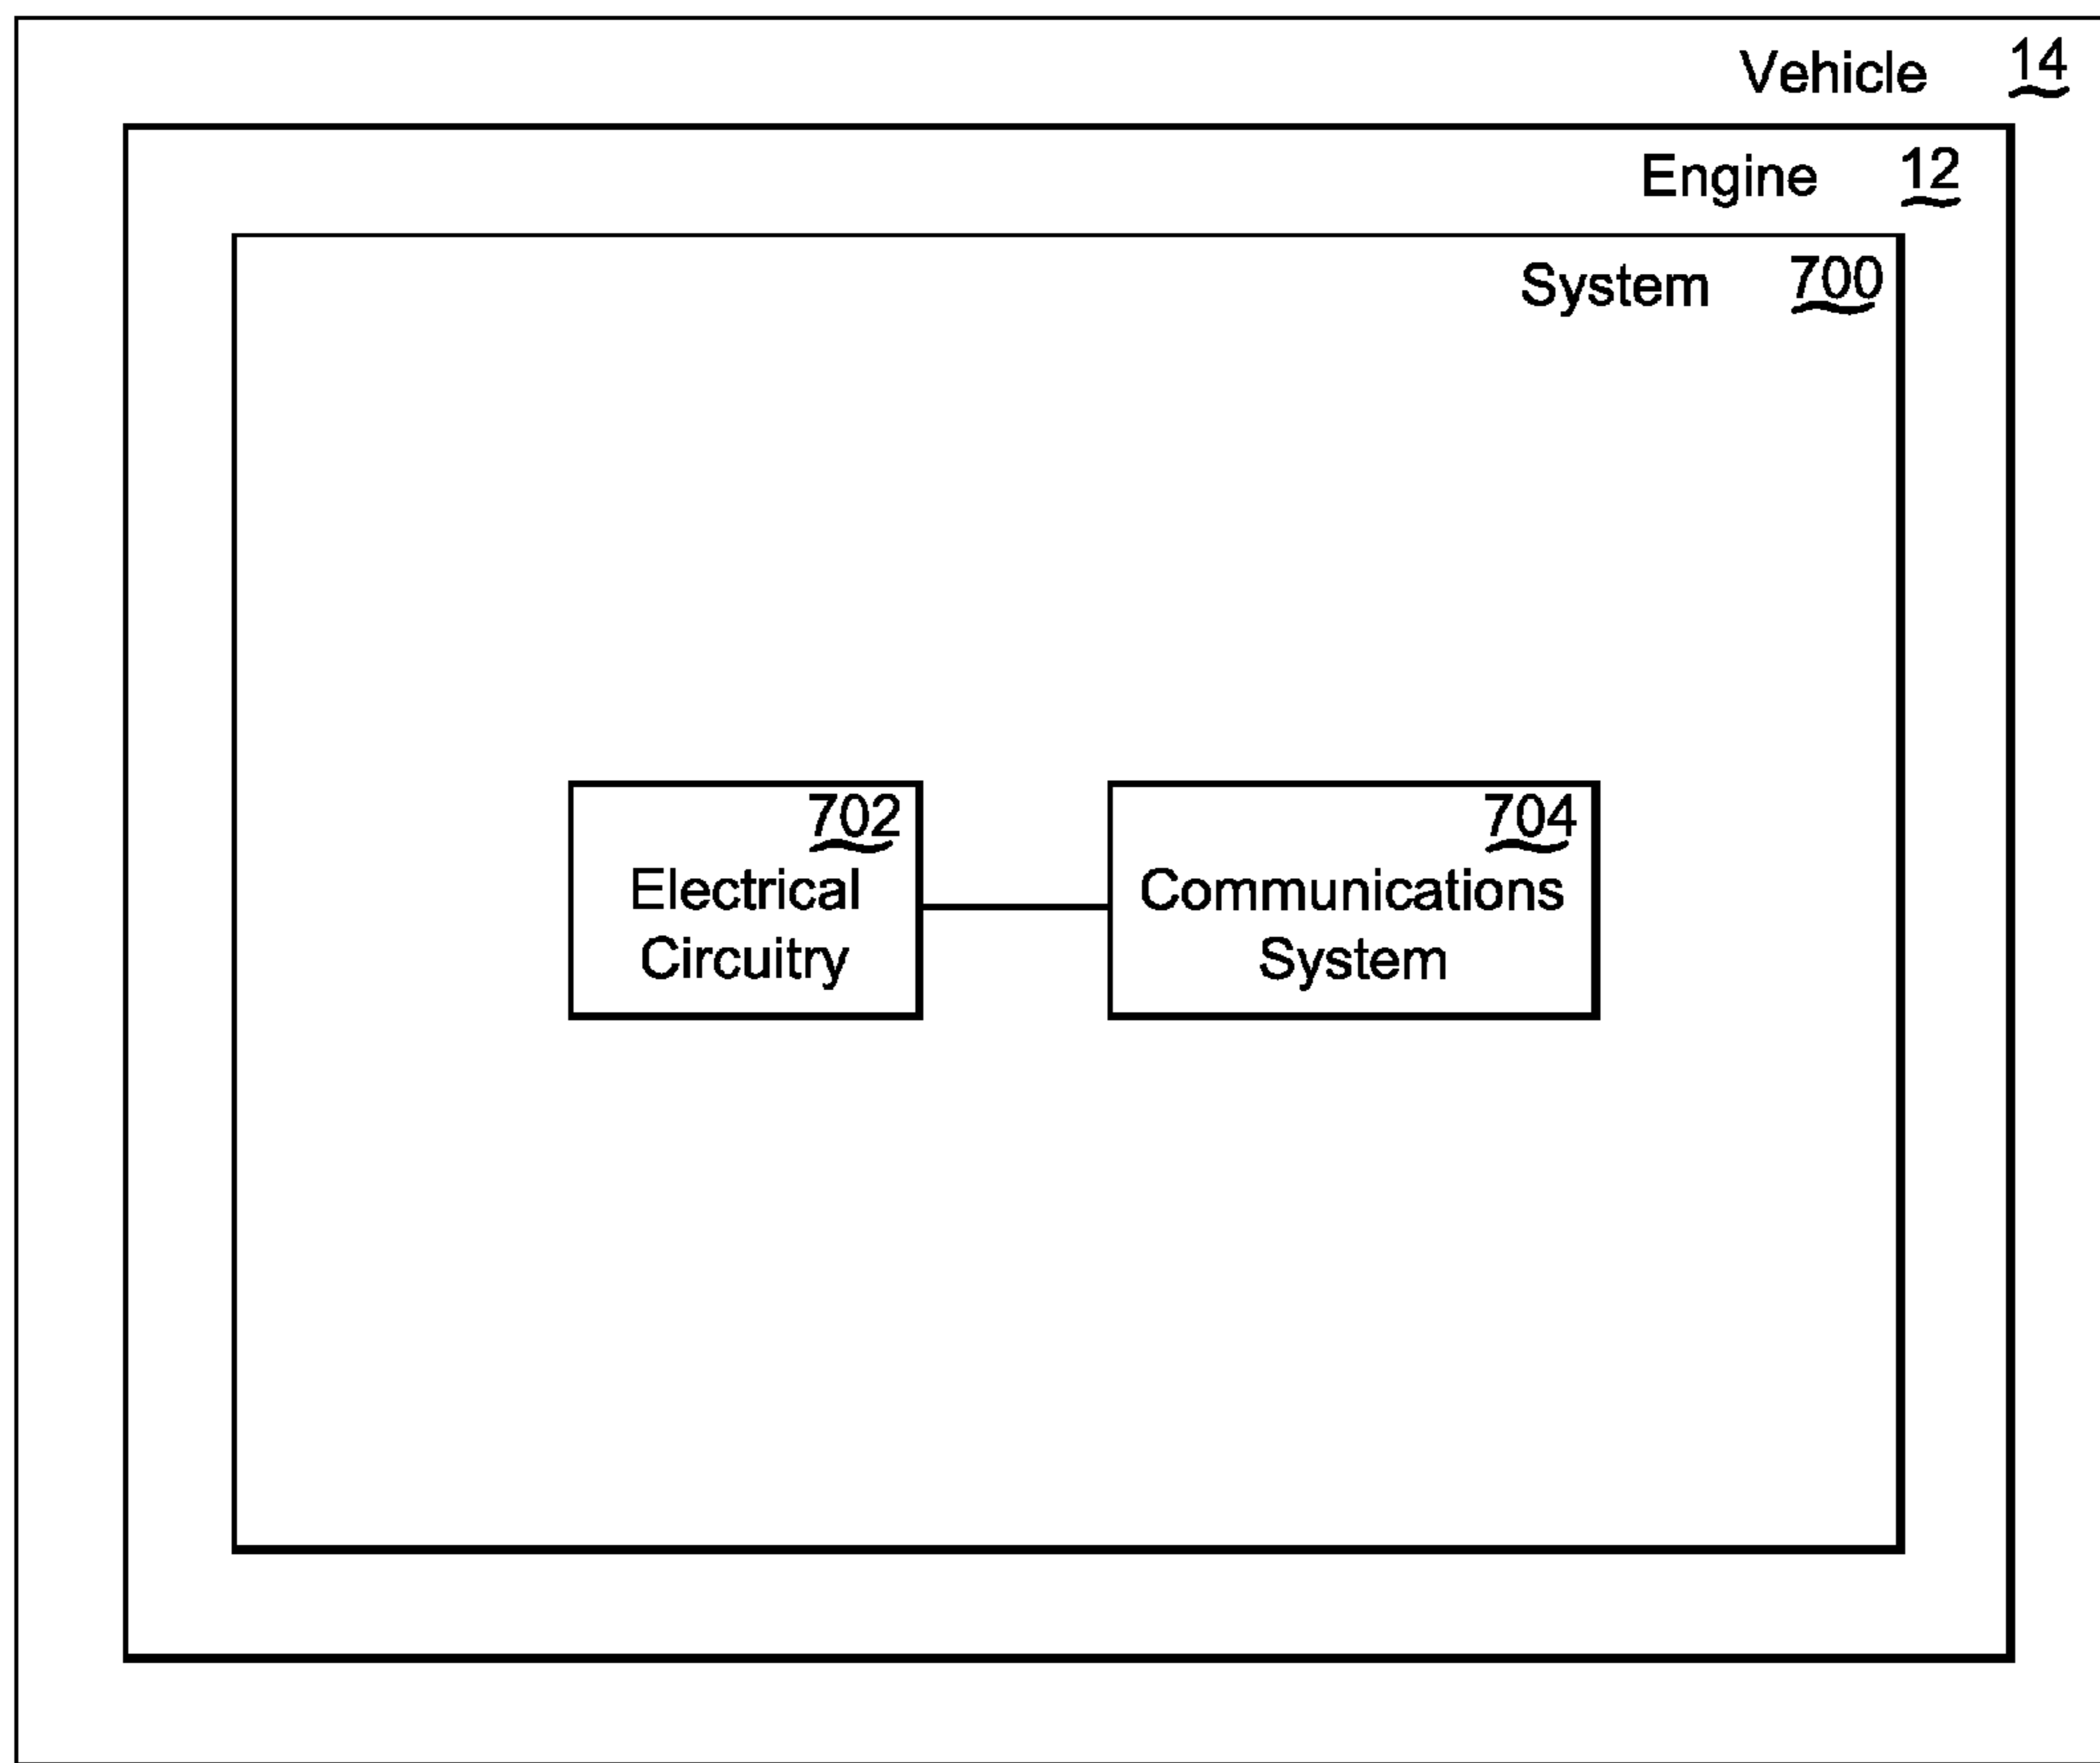 Vehicle 14
Engine 12
System 700
702
Electrical
Circuitry
704
Communications
System